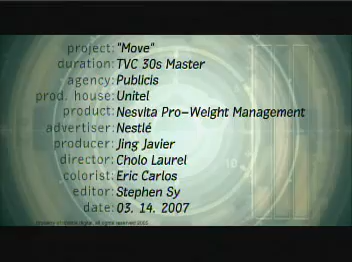 project: "Move"
duration: TVC 30s Master
agency: Publicis
prod. house: Unitel
product: Nesvita Pro-Weight Management
advertiser: Nestlé
producer: Jing Javier
director: Cholo Laurel
colorist: Eric Carlos
editor: Stephen Sy
date: 03. 14. 2007
10